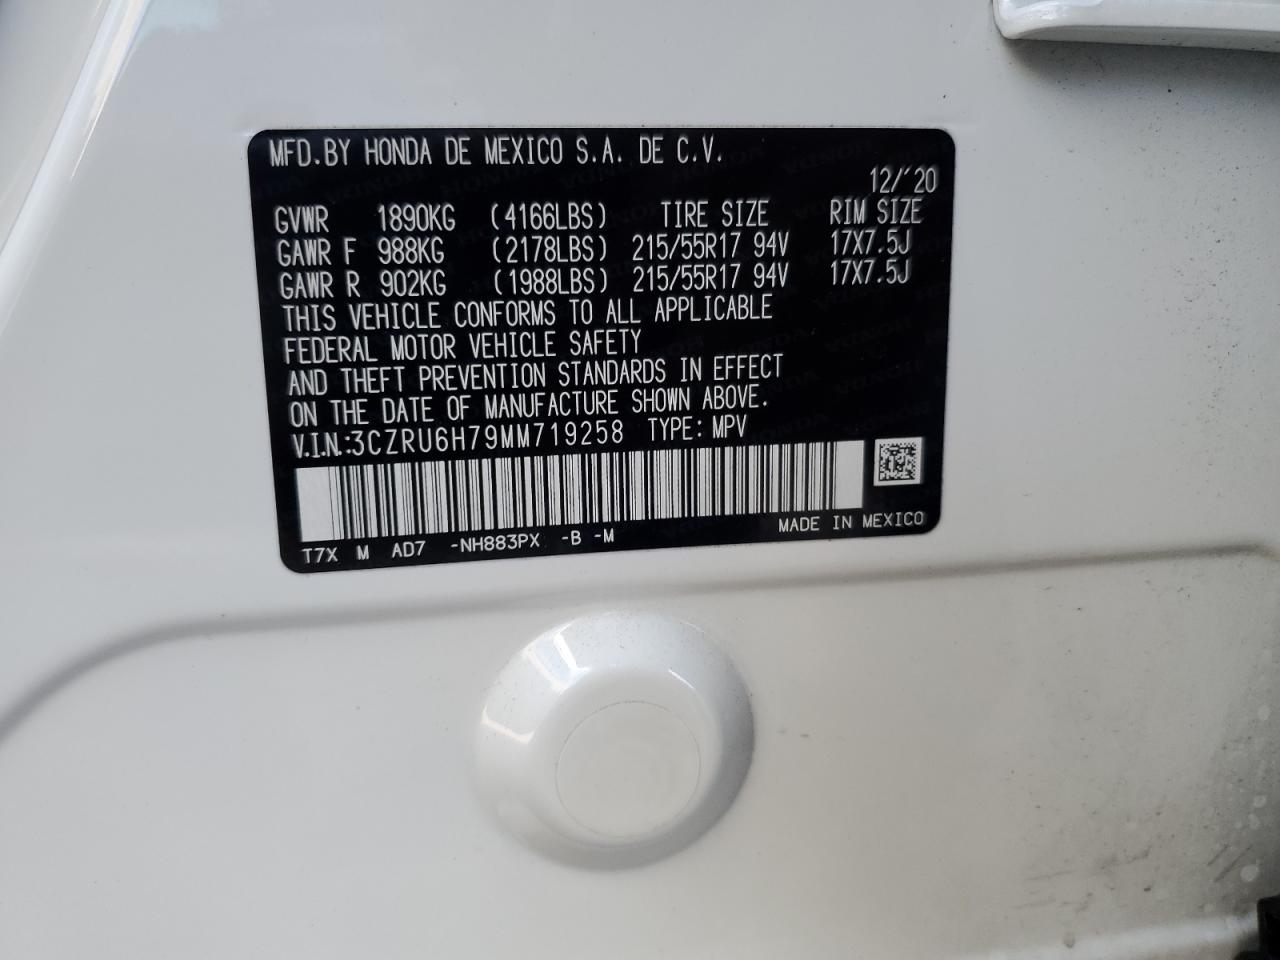 MFD.BY HONDA DE MEXICO S.A. DE C.V.
12/'20
GVWR 1890KG (4166LBS) TIRE SIZE RIM SIZE
GAWR F 988KG (2178LBS) 215/55R17 94V 17X7.5J
GAWR R 902KG (1988LBS) 215/55R17 94V 17X7.5J
THIS VEHICLE CONFORMS TO ALL APPLICABLE
FEDERAL MOTOR VEHICLE SAFETY
AND THEFT PREVENTION STANDARDS IN EFFECT
ON THE DATE OF MANUFACTURE SHOWN ABOVE.
V.I.N.:3CZRU6H79MM719258 TYPE: MPV
MADE IN MEXICO
T7X M AD7 -NH883PX -B -M